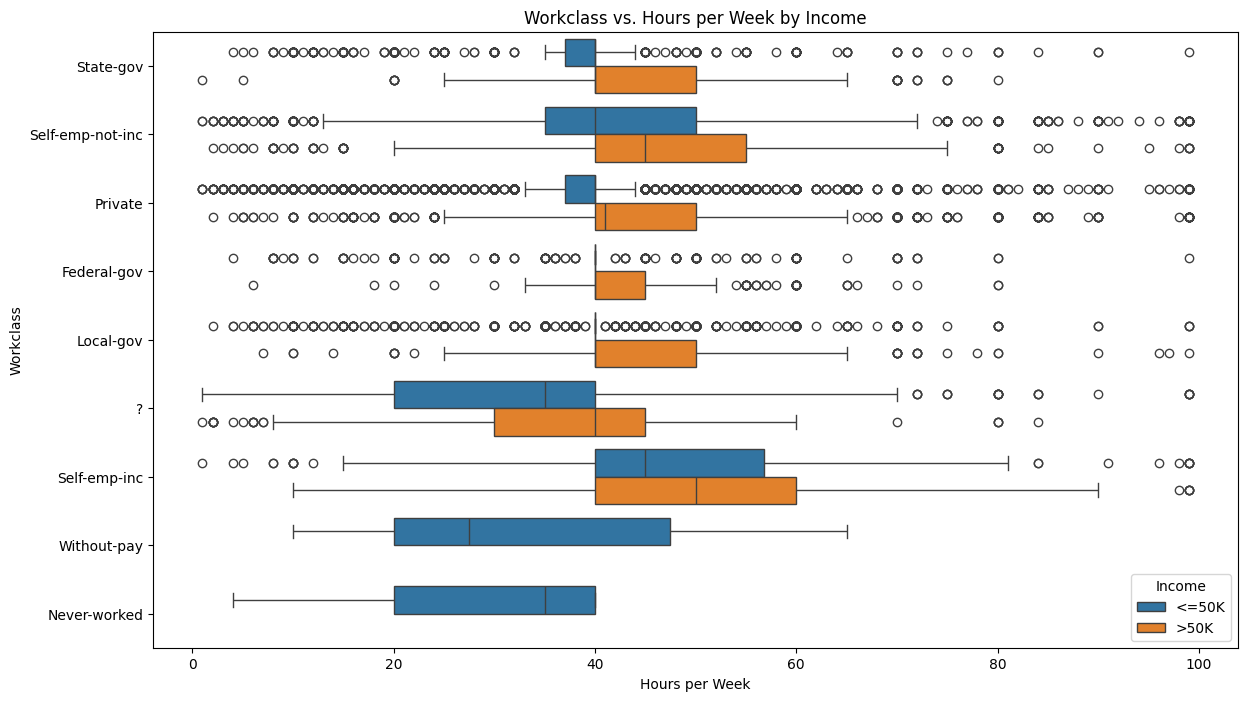 Workclass vs. Hours per Week by Income
Workclass
State-gov
Self-emp-not-inc
Private
Federal-gov
Local-gov
?
Self-emp-inc
Without-pay
Never-worked
Income
<=50K
>50K
0 20 40 60 80 100
Hours per Week